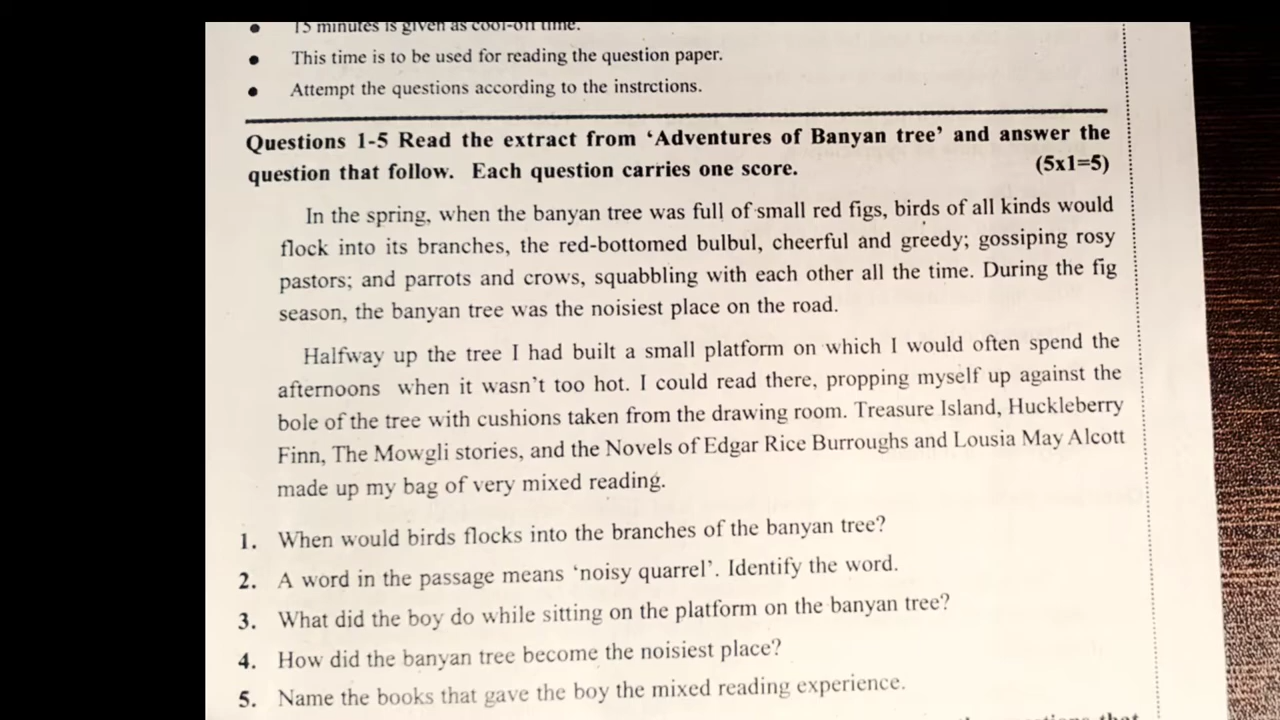 • 15 minutes is given as cool-off time.
• This time is to be used for reading the question paper.
• Attempt the questions according to the instrctions.
Questions 1-5 Read the extract from ‘Adventures of Banyan tree’ and answer the
question that follow. Each question carries one score. (5x1=5)
In the spring, when the banyan tree was full of small red figs, birds of all kinds would
flock into its branches, the red-bottomed bulbul, cheerful and greedy; gossiping rosy
pastors; and parrots and crows, squabbling with each other all the time. During the fig
season, the banyan tree was the noisiest place on the road.
Halfway up the tree I had built a small platform on which I would often spend the
afternoons when it wasn’t too hot. I could read there, propping myself up against the
bole of the tree with cushions taken from the drawing room. Treasure Island, Huckleberry
Finn, The Mowgli stories, and the Novels of Edgar Rice Burroughs and Lousia May Alcott
made up my bag of very mixed reading.
1. When would birds flocks into the branches of the banyan tree?
2. A word in the passage means ‘noisy quarrel’. Identify the word.
3. What did the boy do while sitting on the platform on the banyan tree?
4. How did the banyan tree become the noisiest place?
5. Name the books that gave the boy the mixed reading experience.
that